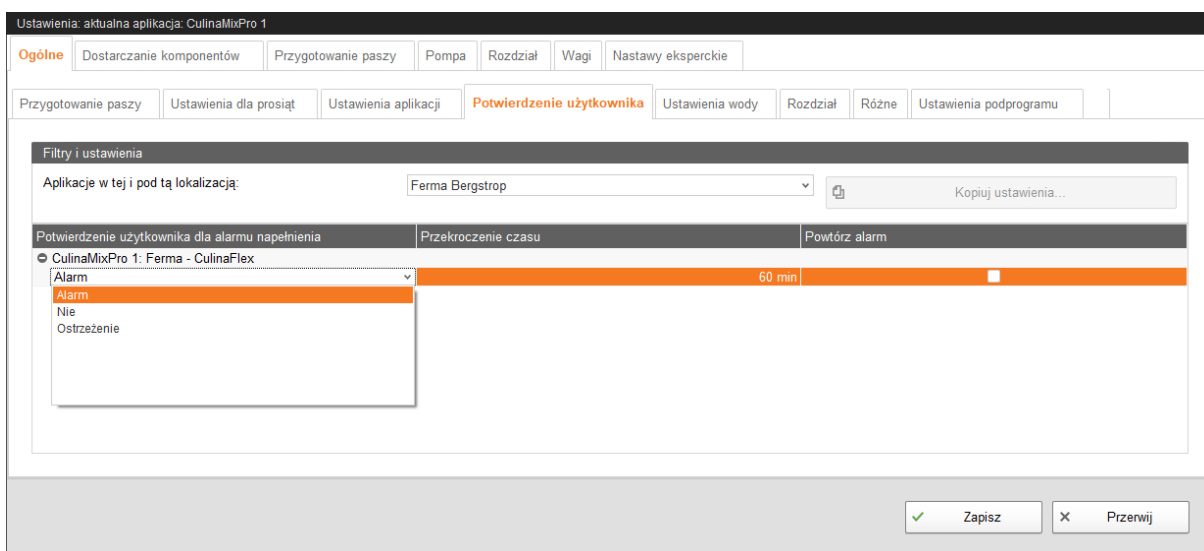 Ustawienia: aktualna aplikacja: CulinaMixPro 1
Ogólne Dostarczanie komponentów Przygotowanie paszy Pompa Rozdział Wagi Nastawy eksperckie
Przygotowanie paszy Ustawienia dla prosiąt Ustawienia aplikacji Potwierdzenie użytkownika Ustawienia wody Rozdział Różne Ustawienia podprogramu
Filtry i ustawienia
Aplikacje w tej i pod tą lokalizacją: Ferma Bergstrop Kopiuj ustawienia...
Potwierdzenie użytkownika dla alarmu napełnienia Przekroczenie czasu Powtórz alarm
CulinaMixPro 1: Ferma - CulinaFlex
Alarm 60 min
Alarm
Nie
Ostrzeżenie
Zapisz Przerwij